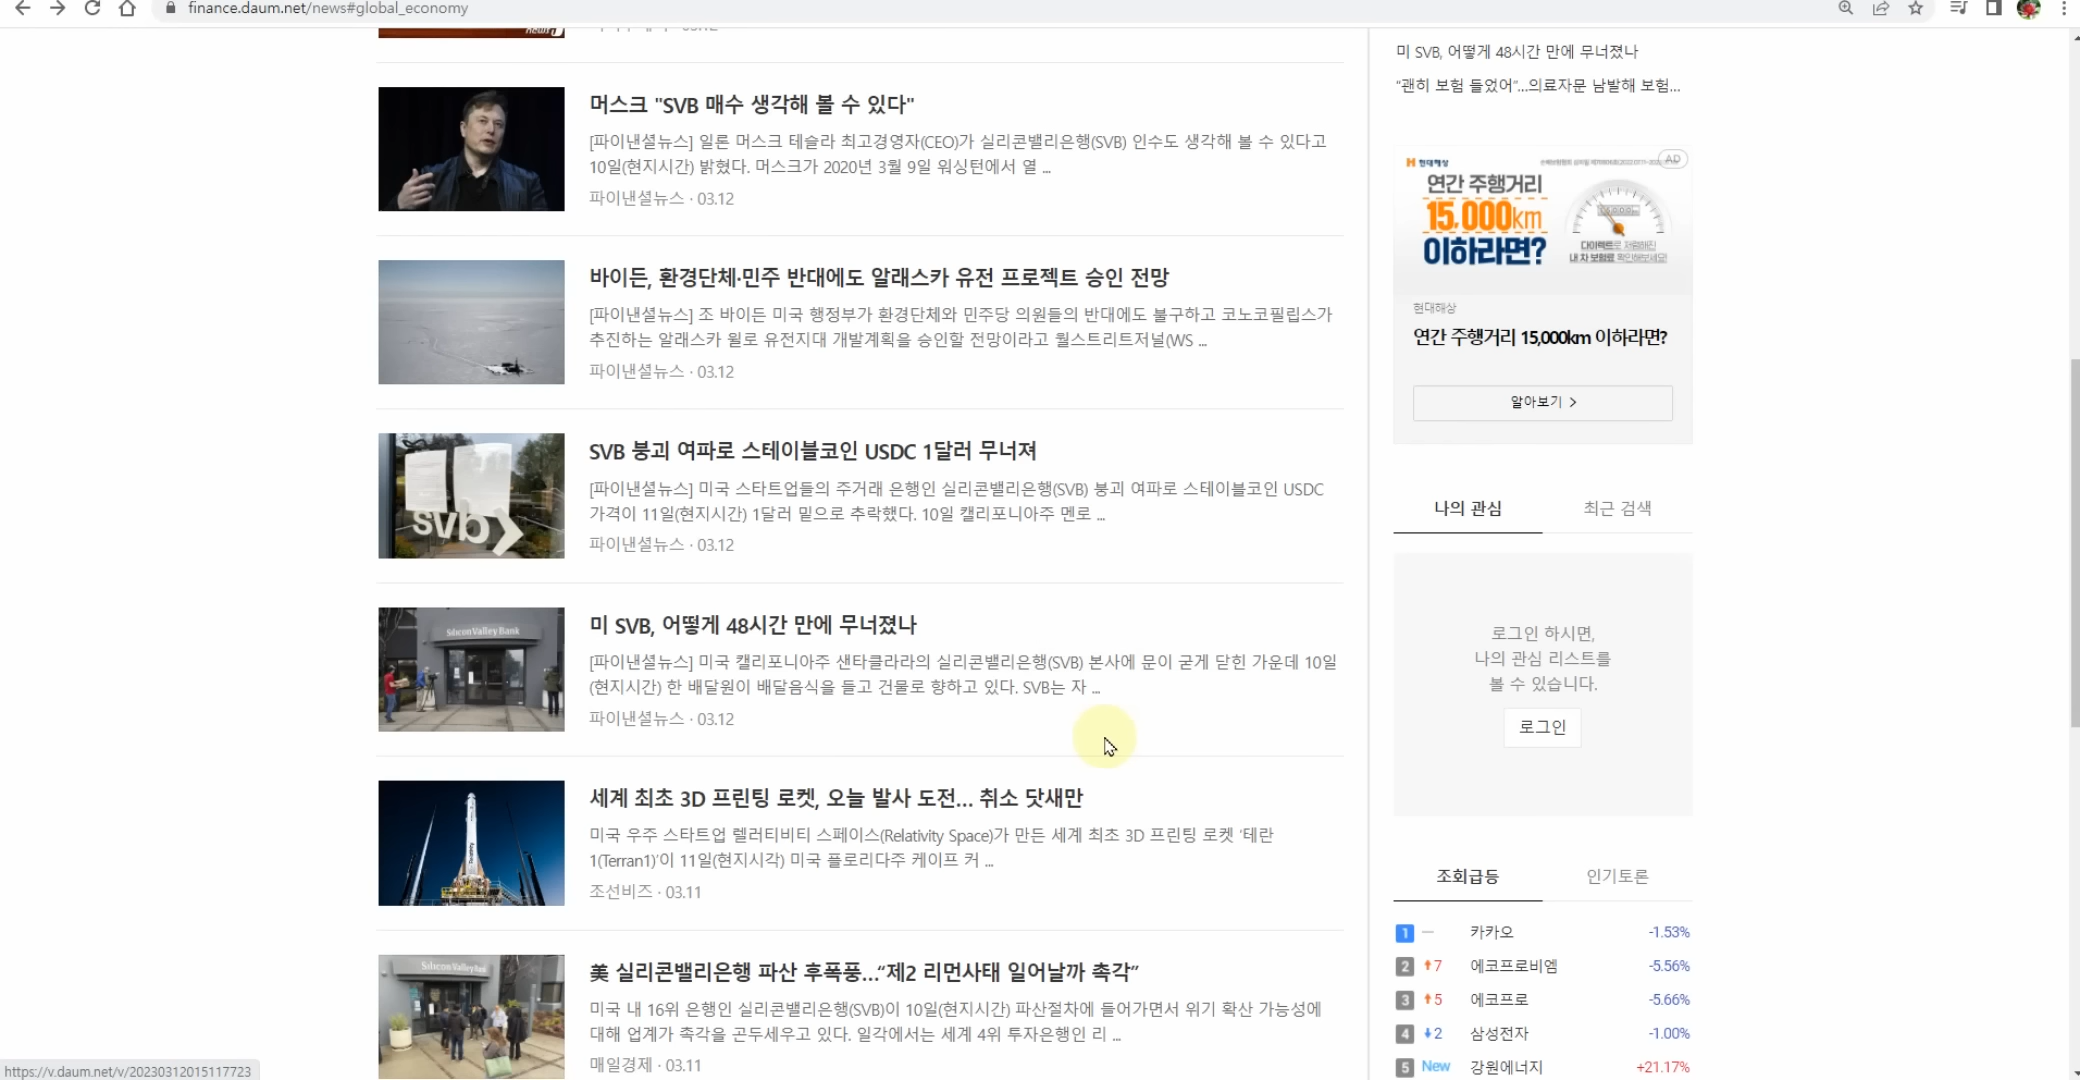 finance.daum.net/news#global_economy
news1
머스크 "SVB 매수 생각해 볼 수 있다"
[파이낸셜뉴스] 일론 머스크 테슬라 최고경영자(CEO)가 실리콘밸리은행(SVB) 인수도 생각해 볼 수 있다고
10일(현지시간) 밝혔다. 머스크가 2020년 3월 9일 워싱턴에서 열 ...
파이낸셜뉴스 · 03.12
바이든, 환경단체·민주 반대에도 알래스카 유전 프로젝트 승인 전망
[파이낸셜뉴스] 조 바이든 미국 행정부가 환경단체와 민주당 의원들의 반대에도 불구하고 코노코필립스가
추진하는 알래스카 윌로 유전지대 개발계획을 승인할 전망이라고 월스트리트저널(WS ...
파이낸셜뉴스 · 03.12
SVB 붕괴 여파로 스테이블코인 USDC 1달러 무너져
[파이낸셜뉴스] 미국 스타트업들의 주거래 은행인 실리콘밸리은행(SVB) 붕괴 여파로 스테이블코인 USDC
가격이 11일(현지시간) 1달러 밑으로 추락했다. 10일 캘리포니아주 멘로 ...
파이낸셜뉴스 · 03.12
svb
미 SVB, 어떻게 48시간 만에 무너졌나
[파이낸셜뉴스] 미국 캘리포니아주 샌타클라라의 실리콘밸리은행(SVB) 본사에 문이 굳게 닫힌 가운데 10일
(현지시간) 한 배달원이 배달음식을 들고 건물로 향하고 있다. SVB는 자 ...
파이낸셜뉴스 · 03.12
Silicon Valley Bank
세계 최초 3D 프린팅 로켓, 오늘 발사 도전... 취소 닷새만
미국 우주 스타트업 렐러티비티 스페이스(Relativity Space)가 만든 세계 최초 3D 프린팅 로켓 '테란
1(Terran1)'이 11일(현지시각) 미국 플로리다주 케이프 커 ...
조선비즈 · 03.11
美 실리콘밸리은행 파산 후폭풍...“제2 리먼사태 일어날까 촉각”
미국 내 16위 은행인 실리콘밸리은행(SVB)이 10일(현지시간) 파산절차에 들어가면서 위기 확산 가능성에
대해 업계가 촉각을 곤두세우고 있다. 일각에서는 세계 4위 투자은행인 리 ...
매일경제 · 03.11
Silicon Valley Bank
미 SVB, 어떻게 48시간 만에 무너졌나
“괜히 보험 들었어”...의료자문 남발해 보험...
현대해상
AD
연간 주행거리
15,000km
이하라면?
다이렉트로 저렴해진
내 차 보험료 확인해보세요!
현대해상
연간 주행거리 15,000km 이하라면?
알아보기 >
나의 관심 최근 검색
로그인 하시면,
나의 관심 리스트를
볼 수 있습니다.
로그인
조회급등 인기토론
1 － 카카오 -1.53%
2 ↑7 에코프로비엠 -5.56%
3 ↑5 에코프로 -5.66%
4 ↓2 삼성전자 -1.00%
5 New 강원에너지 +21.17%
https://v.daum.net/v/20230312015117723